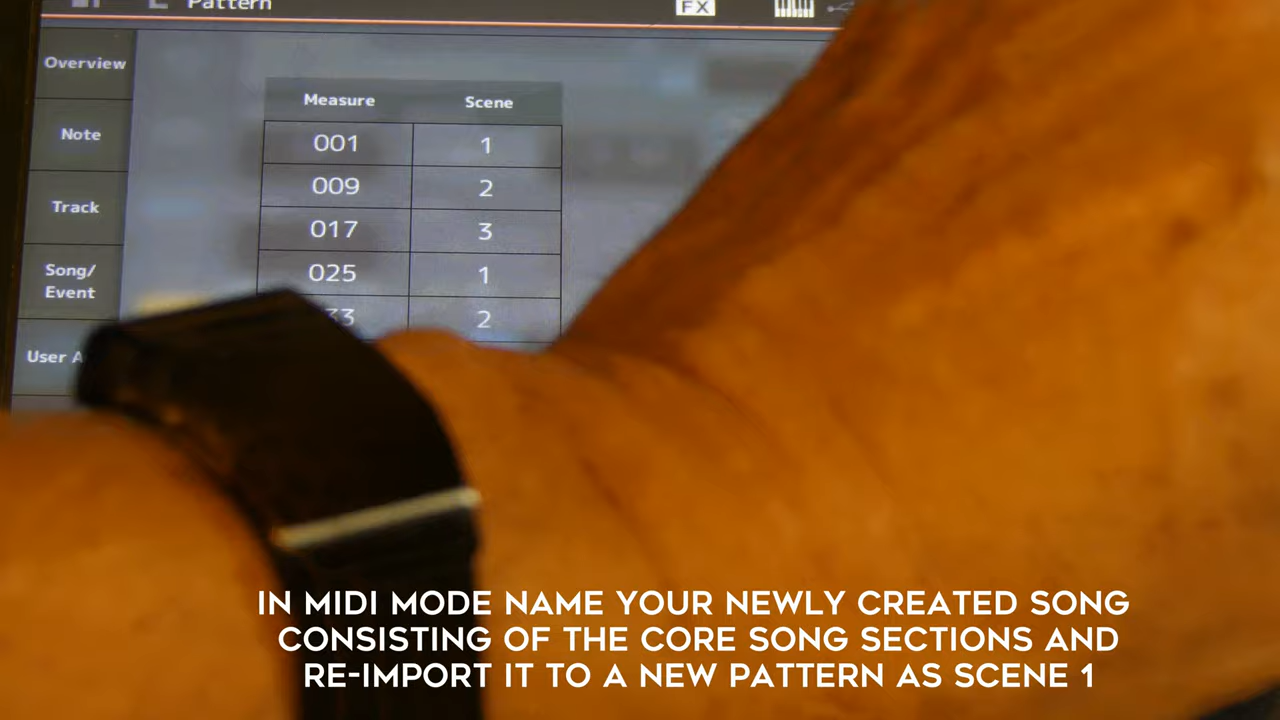 Pattern
FX
Overview
Measure Scene
001 1
Note
009 2
Track
017 3
Song/
Event
025 1
33 2
User
IN MIDI MODE NAME YOUR NEWLY CREATED SONG
CONSISTING OF THE CORE SONG SECTIONS AND
RE-IMPORT IT TO A NEW PATTERN AS SCENE 1